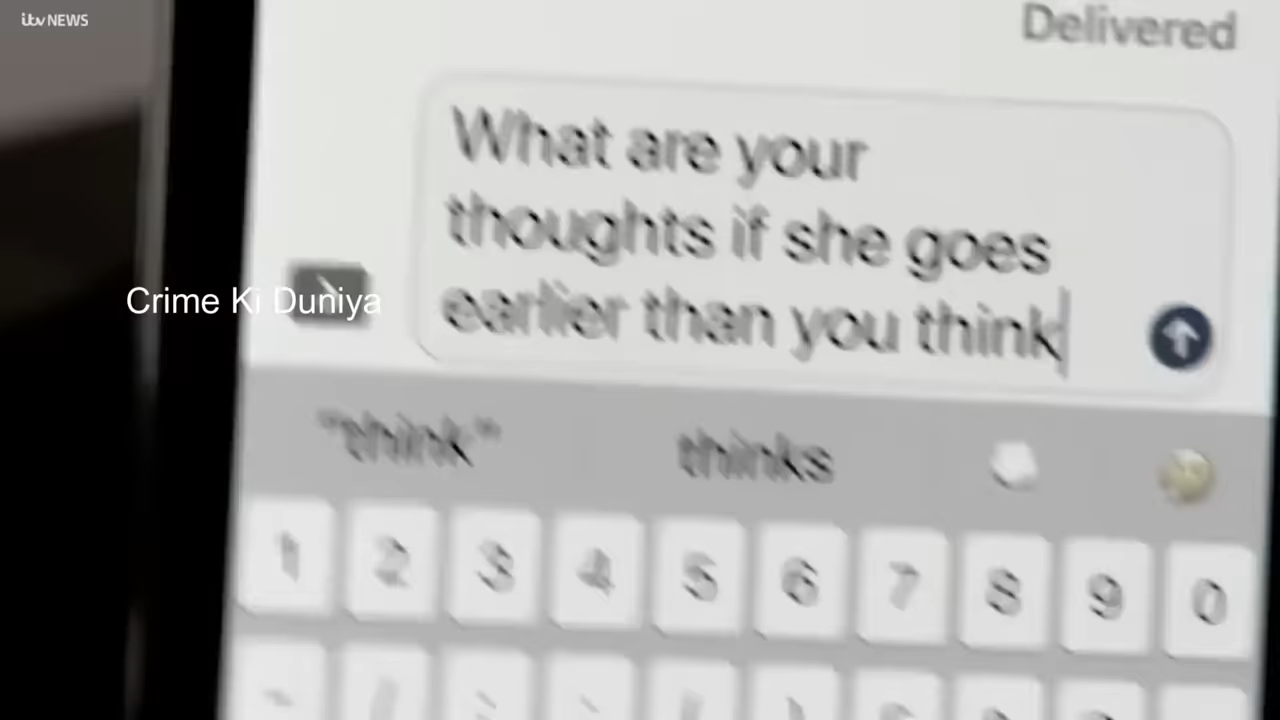 itv NEWS
Delivered
What are your
thoughts if she goes
earlier than you think
Crime Ki Duniya
"think" thinks
1 2 3 4 5 6 7 8 9 0